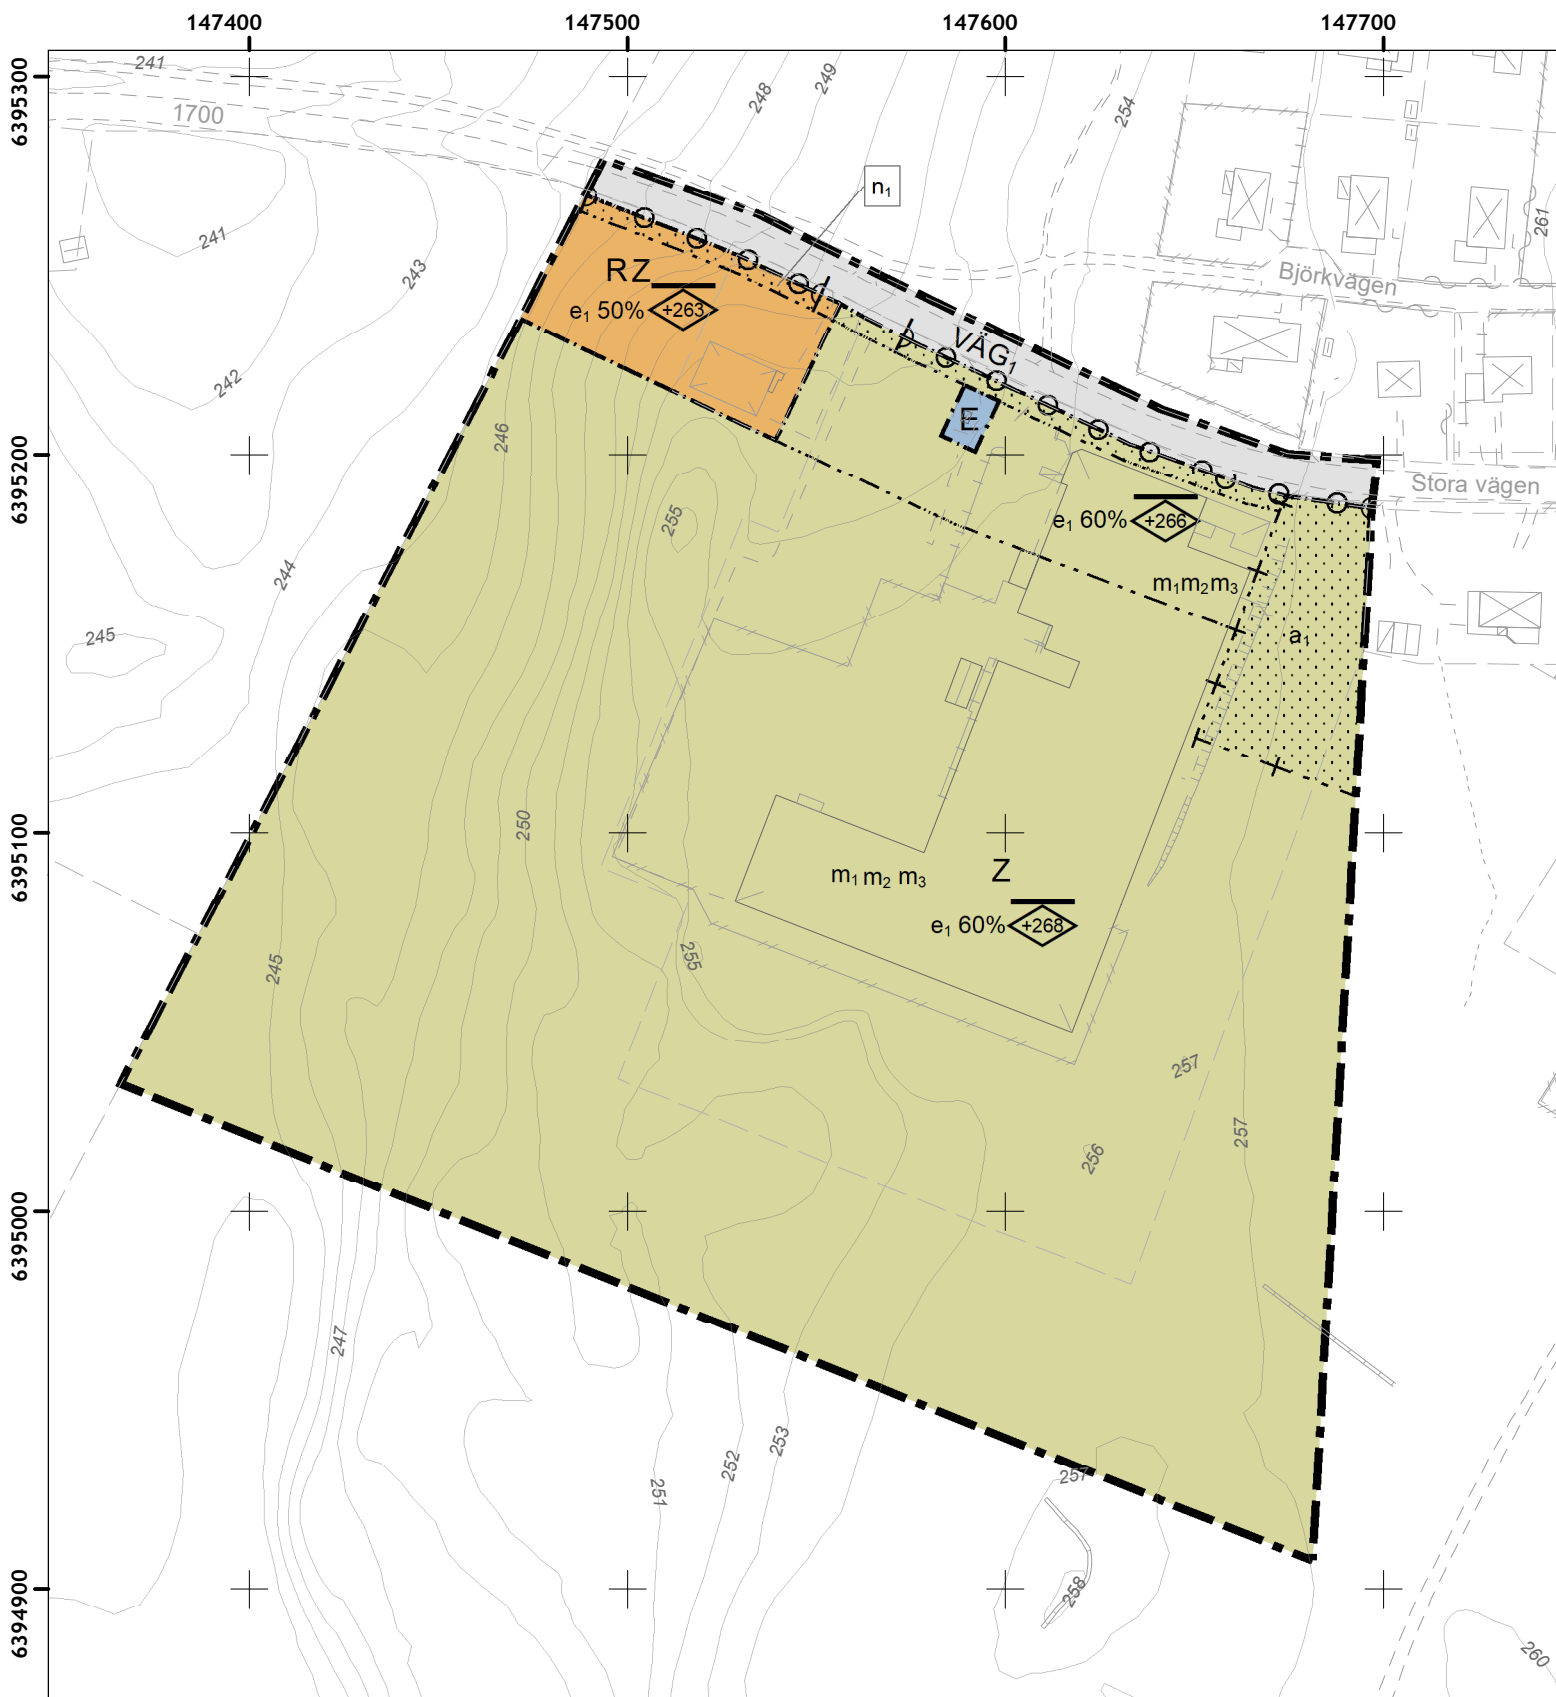 147400 147500 147600 147700
6395300
6395200
6395100
6395000
6394900
241
1700
248
249
254
n₁
261
241
243
242
Björkvägen
RZ
e₁ 50% +263
VÄG₁
E
246
Stora vägen
255
e₁ 60% +266
244
m₁m₂m₃
245
a₁
250
Z
m₁ m₂ m₃
e₁ 60% +268
255
245
257
256
257
247
253
252
251
257
258
260